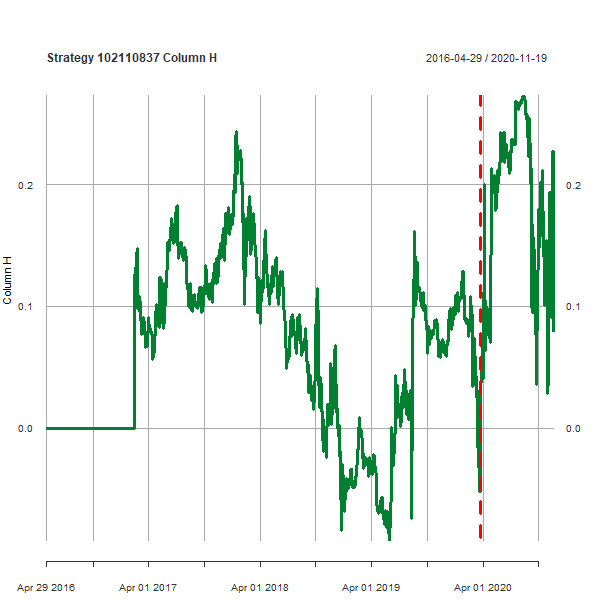 Strategy 102110837 Column H
2016-04-29 / 2020-11-19
0.2
0.2
Column H
0.1
0.1
0.0
0.0
Apr 29 2016
Apr 01 2017
Apr 01 2018
Apr 01 2019
Apr 01 2020